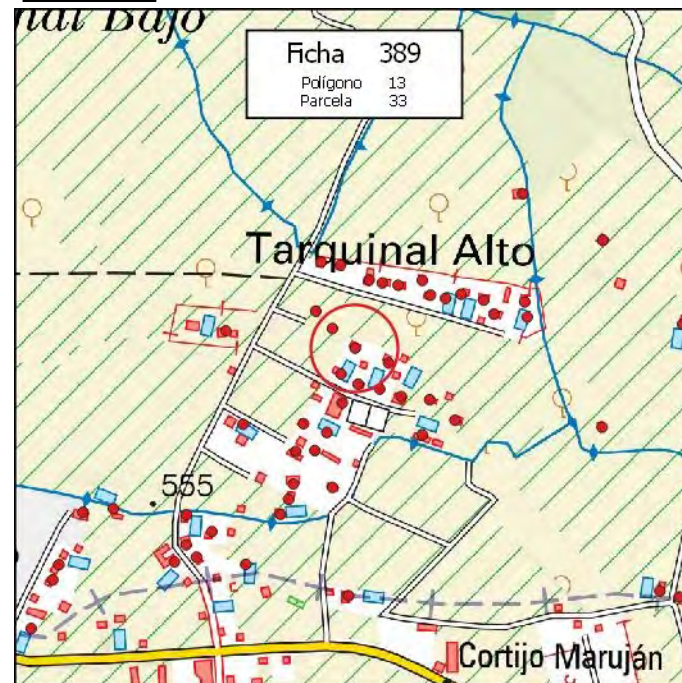 nal Bajo
Ficha 389
Polígono 13
Parcela 33
Tarquinal Alto
.555
Cortijo Maruján